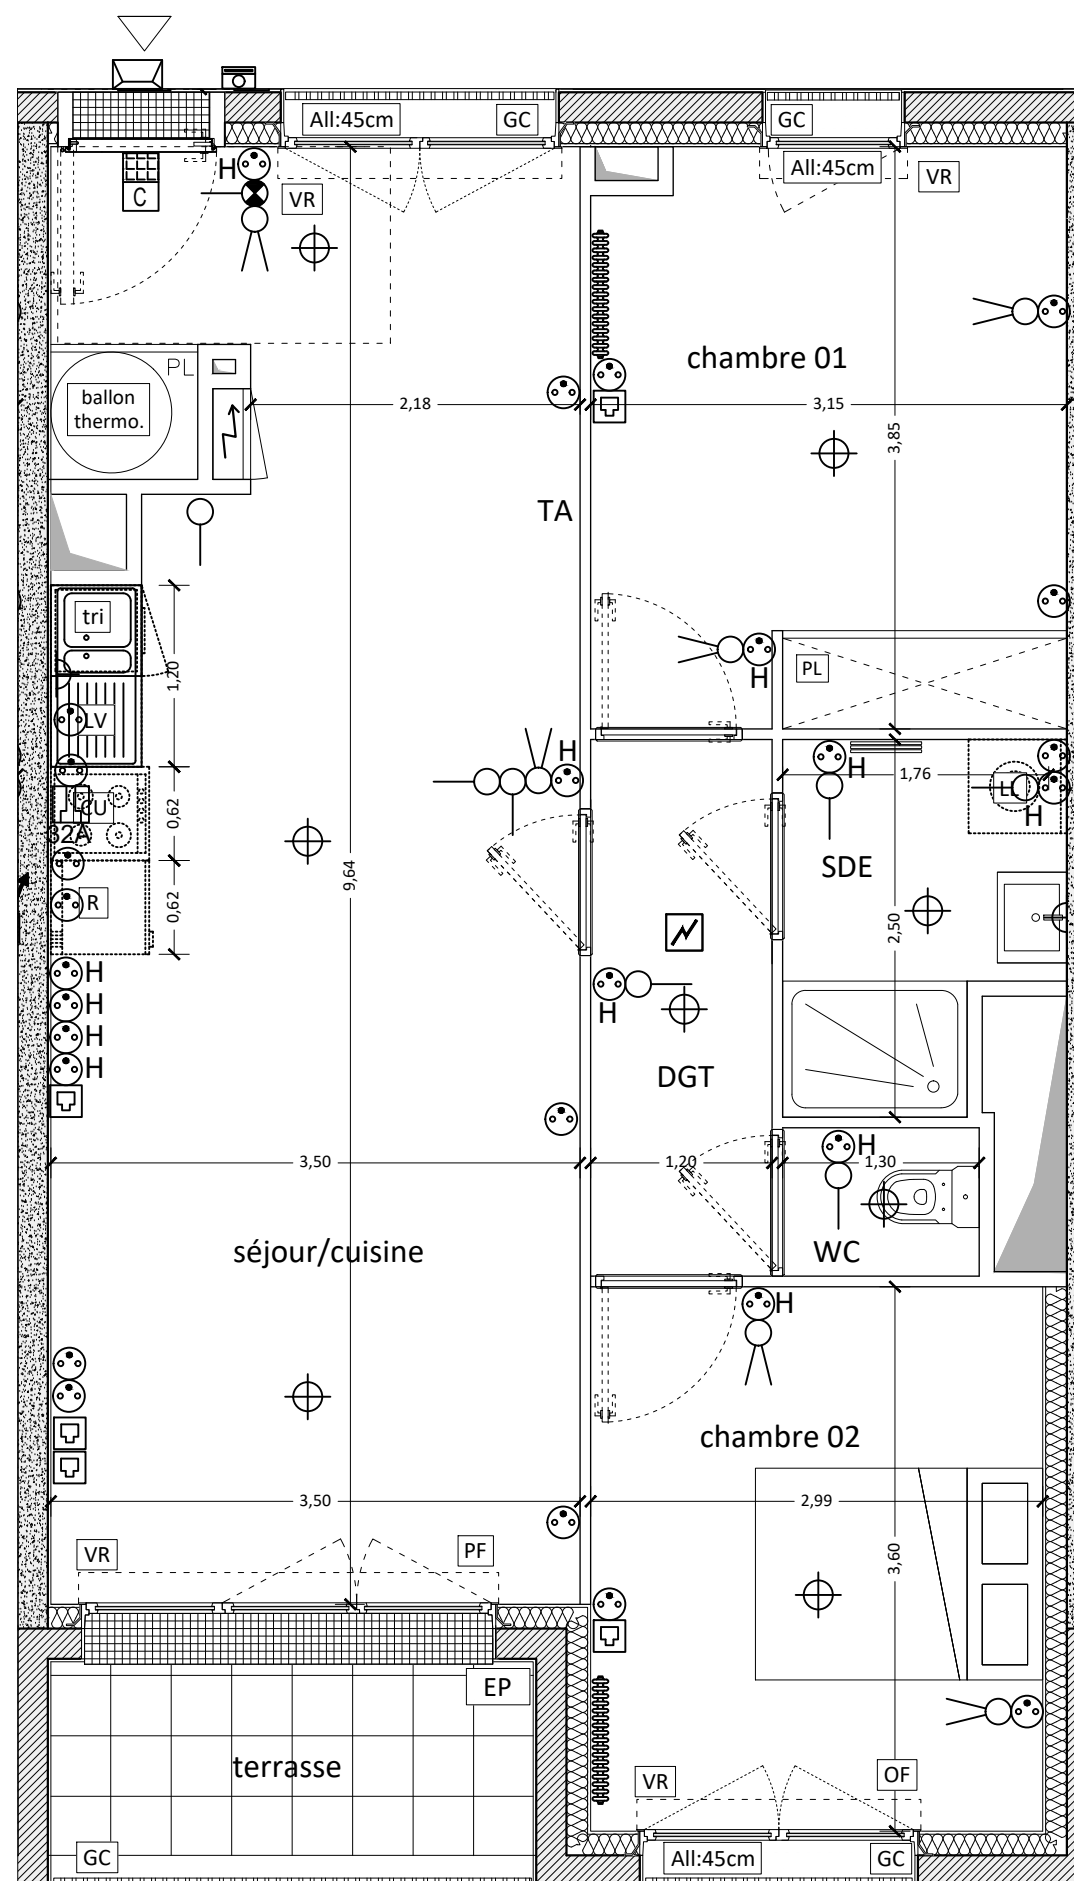 All:45cm
GC
GC
All:45cm
VR
VR
C
H
chambre 01
PL
ballon
thermo.
2,18
3,15
3,85
TA
tri
1,20
LV
H
PL
H
H
1,76
LL
H
CU
32A
0,62
9,64
SDE
R
0,62
2,50
H
H
H
H
H
DGT
3,50
1,20
H
1,30
séjour/cuisine
WC
H
chambre 02
3,50
2,99
VR
PF
3,60
EP
terrasse
VR
OF
GC
All:45cm
GC